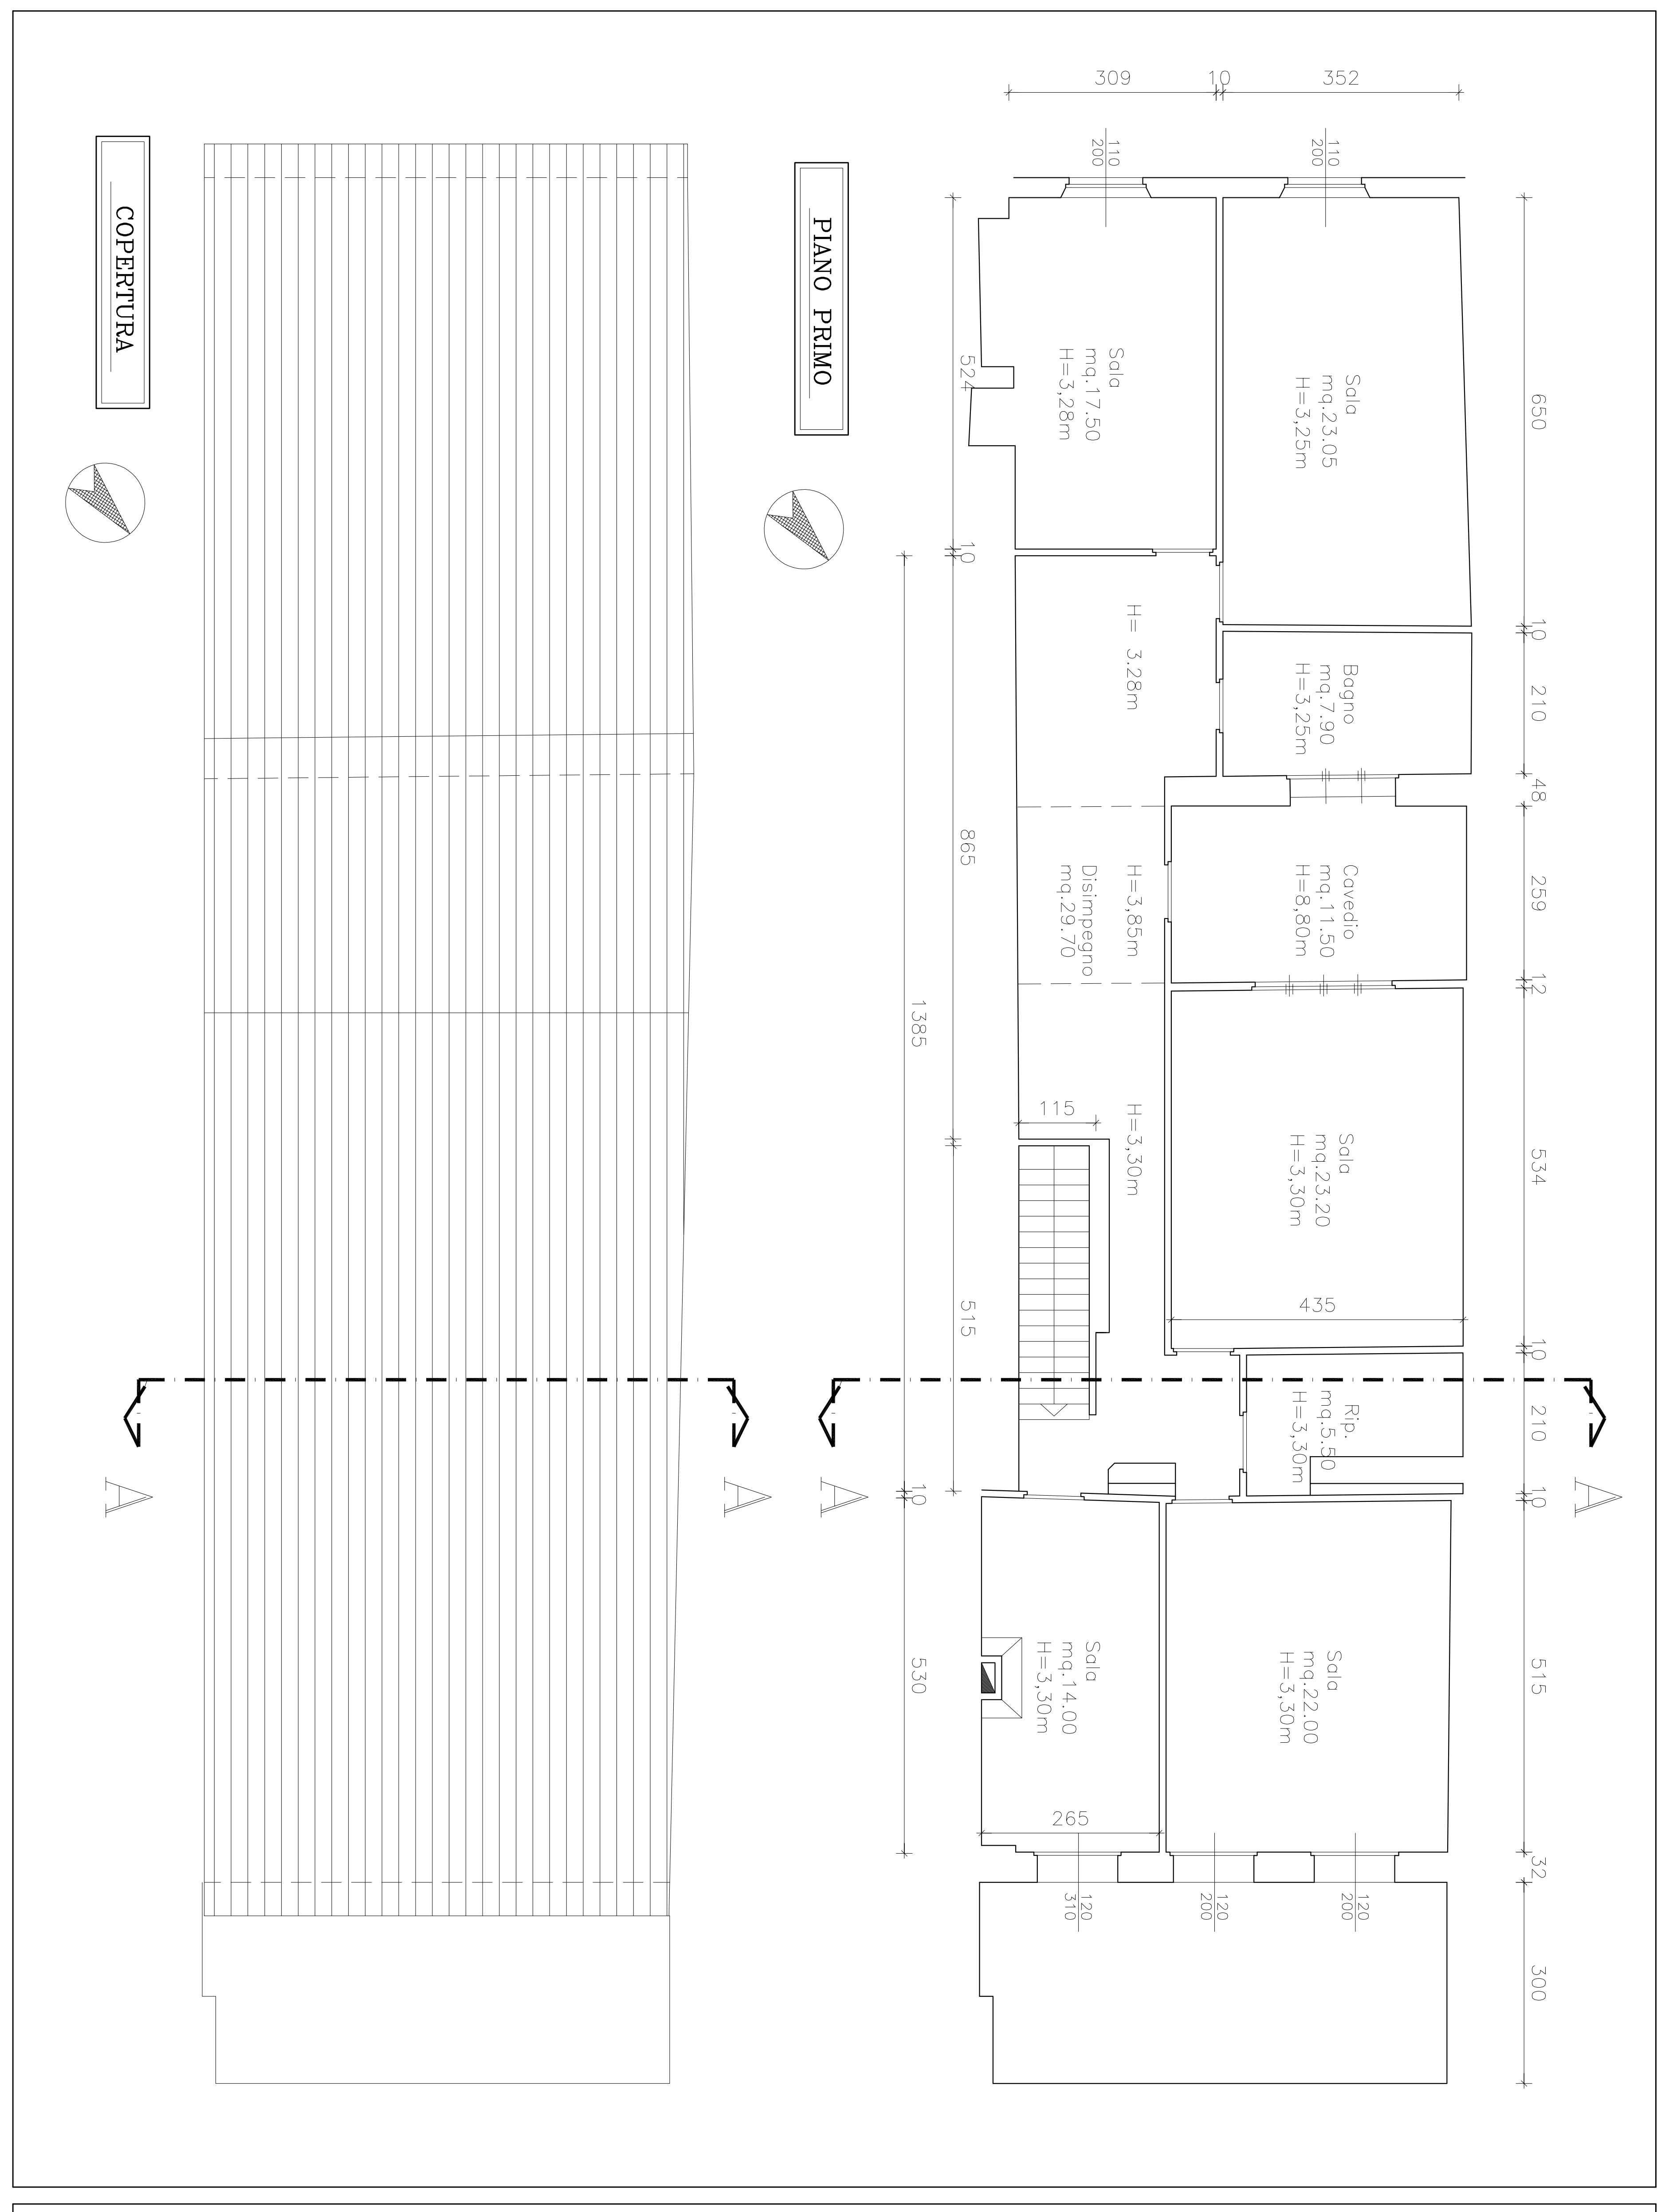 309
10
352
110
200
110
200
COPERTURA
PIANO PRIMO
Sala
mq.17.50
H=3,28m
Sala
mq.23.05
H=3,25m
524
650
10
10
H= 3.28m
Bagno
mq.7.90
H=3,25m
210
48
865
Disimpegno
mq.29.70
H=3,85m
Cavedio
mq.11.50
H=8,80m
259
12
1385
115
H=3,30m
Sala
mq.23.20
H=3,30m
534
435
515
10
Rip.
mq.5.50
H=3,30m
210
A
A
A
A
10
10
Sala
mq.14.00
H=3,30m
Sala
mq.22.00
H=3,30m
530
515
265
32
120
310
120
200
120
200
300